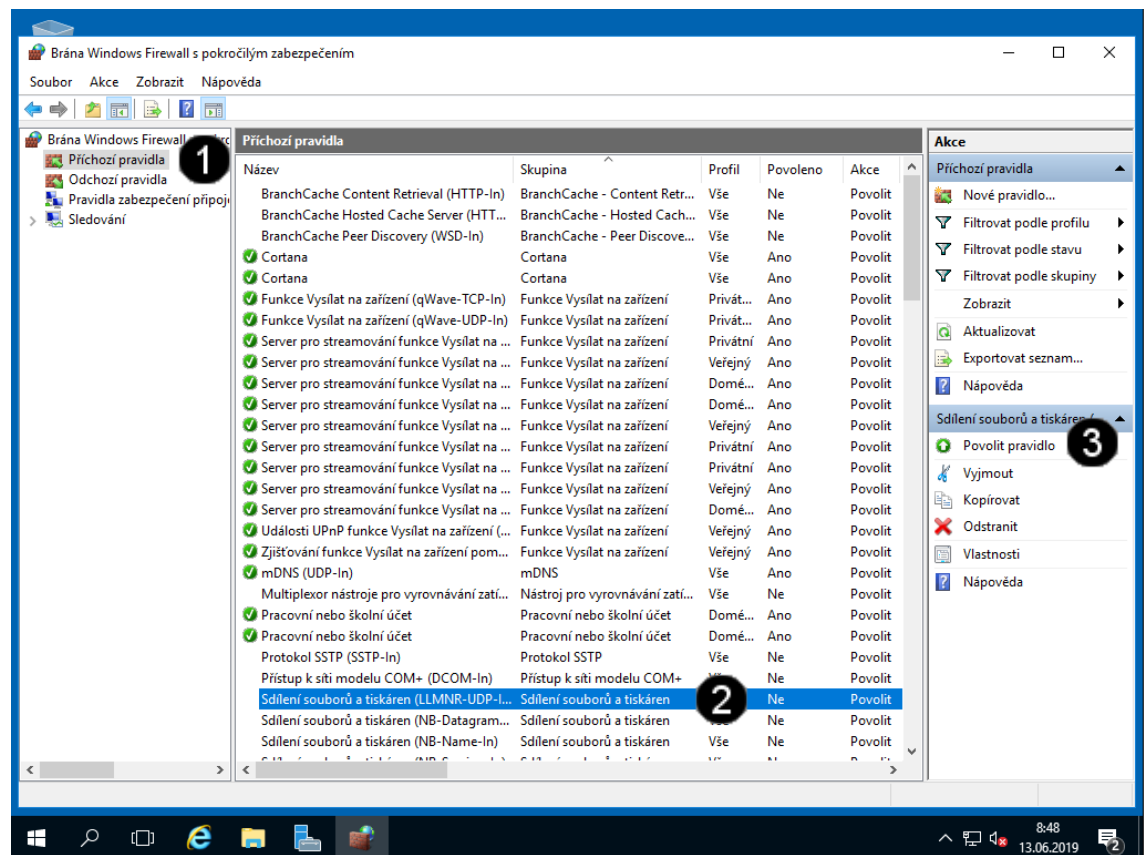 Brána Windows Firewall s pokročilým zabezpečením
Soubor Akce Zobrazit Nápověda
Brána Windows Firewall
Příchozí pravidla
Odchozí pravidla
Pravidla zabezpečení připoj
Sledování
1
Příchozí pravidla
Název Skupina Profil Povoleno Akce
BranchCache Content Retrieval (HTTP-In) BranchCache - Content Retr... Vše Ne Povolit
BranchCache Hosted Cache Server (HTT... BranchCache - Hosted Cach... Vše Ne Povolit
BranchCache Peer Discovery (WSD-In) BranchCache - Peer Discove... Vše Ne Povolit
Cortana Cortana Vše Ano Povolit
Cortana Cortana Vše Ano Povolit
Funkce Vysílat na zařízení (qWave-TCP-In) Funkce Vysílat na zařízení Privát... Ano Povolit
Funkce Vysílat na zařízení (qWave-UDP-In) Funkce Vysílat na zařízení Privát... Ano Povolit
Server pro streamování funkce Vysílat na ... Funkce Vysílat na zařízení Privátní Ano Povolit
Server pro streamování funkce Vysílat na ... Funkce Vysílat na zařízení Veřejný Ano Povolit
Server pro streamování funkce Vysílat na ... Funkce Vysílat na zařízení Domé... Ano Povolit
Server pro streamování funkce Vysílat na ... Funkce Vysílat na zařízení Domé... Ano Povolit
Server pro streamování funkce Vysílat na ... Funkce Vysílat na zařízení Veřejný Ano Povolit
Server pro streamování funkce Vysílat na ... Funkce Vysílat na zařízení Privátní Ano Povolit
Server pro streamování funkce Vysílat na ... Funkce Vysílat na zařízení Privátní Ano Povolit
Server pro streamování funkce Vysílat na ... Funkce Vysílat na zařízení Veřejný Ano Povolit
Server pro streamování funkce Vysílat na ... Funkce Vysílat na zařízení Domé... Ano Povolit
Události UPnP funkce Vysílat na zařízení (... Funkce Vysílat na zařízení Veřejný Ano Povolit
Zjišťování funkce Vysílat na zařízení pom... Funkce Vysílat na zařízení Veřejný Ano Povolit
mDNS (UDP-In) mDNS Vše Ano Povolit
Multiplexor nástroje pro vyrovnávání zatí... Nástroj pro vyrovnávání zatí... Vše Ne Povolit
Pracovní nebo školní účet Pracovní nebo školní účet Domé... Ano Povolit
Pracovní nebo školní účet Pracovní nebo školní účet Domé... Ano Povolit
Protokol SSTP (SSTP-In) Protokol SSTP Vše Ne Povolit
Přístup k síti modelu COM+ (DCOM-In) Přístup k síti modelu COM+ Ne Povolit
Sdílení souborů a tiskáren (LLMNR-UDP-I... Sdílení souborů a tiskáren 2 Ne Povolit
Sdílení souborů a tiskáren (NB-Datagram... Sdílení souborů a tiskáren Ne Povolit
Sdílení souborů a tiskáren (NB-Name-In) Sdílení souborů a tiskáren Vše Ne Povolit
Akce
Příchozí pravidla
Nové pravidlo...
Filtrovat podle profilu
Filtrovat podle stavu
Filtrovat podle skupiny
Zobrazit
Aktualizovat
Exportovat seznam...
Nápověda
Sdílení souborů a tiskáren
Povolit pravidlo 3
Vyjmout
Kopírovat
Odstranit
Vlastnosti
Nápověda
8:48
13.06.2019
2